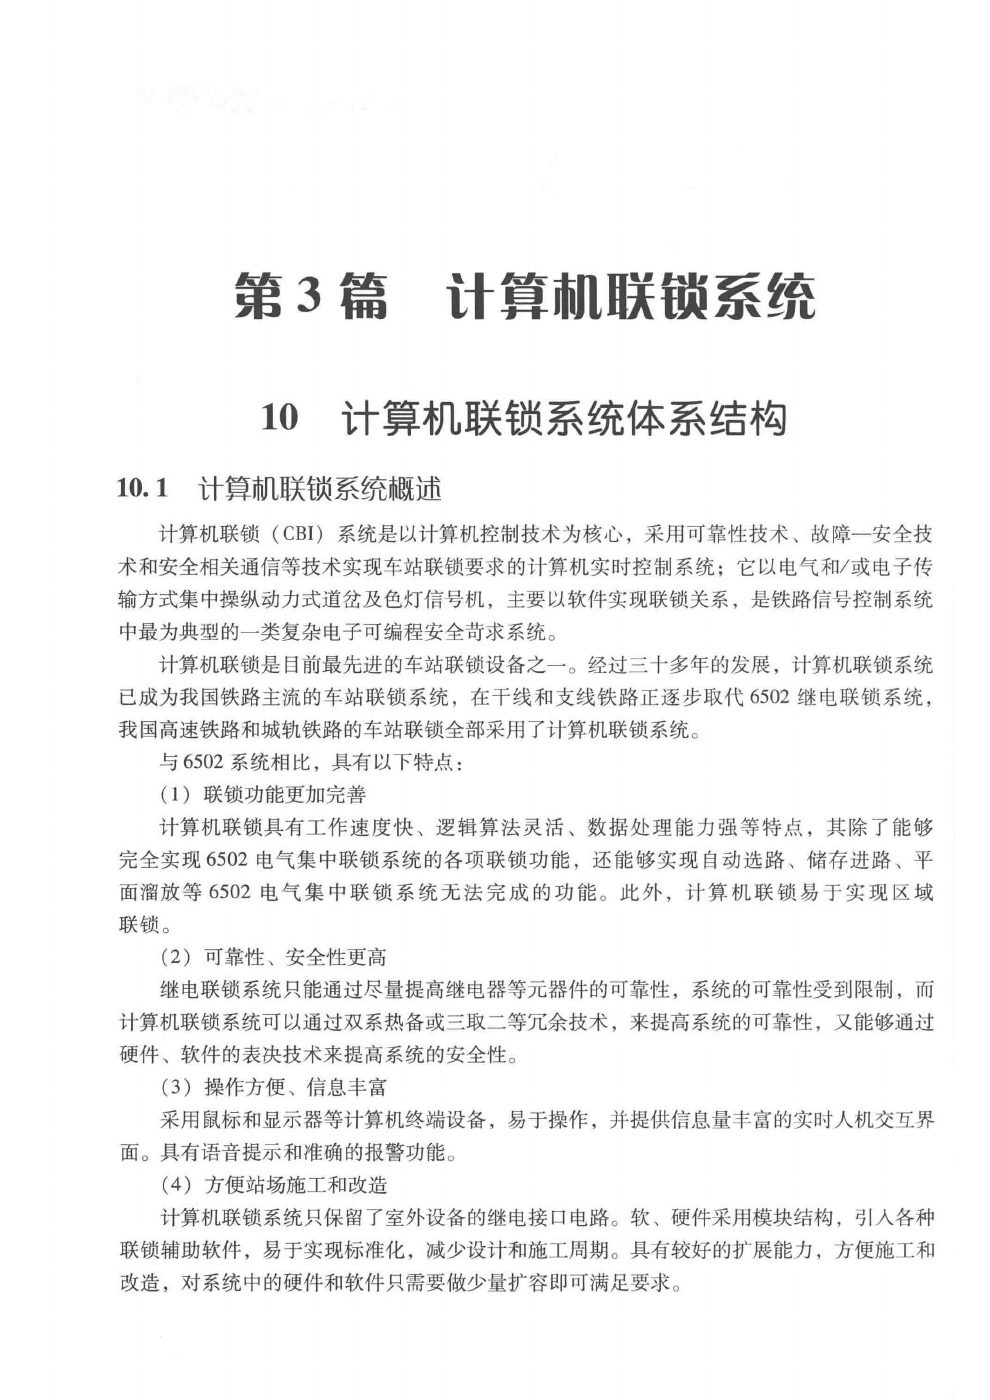 第3篇 计算机联锁系统
10 计算机联锁系统体系结构
10.1 计算机联锁系统概述
计算机联锁（CBI）系统是以计算机控制技术为核心，采用可靠性技术、故障—安全技
术和安全相关通信等技术实现车站联锁要求的计算机实时控制系统；它以电气和/或电子传
输方式集中操纵动力式道岔及色灯信号机，主要以软件实现联锁关系，是铁路信号控制系统
中最为典型的一类复杂电子可编程安全苛求系统。
计算机联锁是目前最先进的车站联锁设备之一。经过三十多年的发展，计算机联锁系统
已成为我国铁路主流的车站联锁系统，在干线和支线铁路正逐步取代6502继电联锁系统，
我国高速铁路和城轨铁路的车站联锁全部采用了计算机联锁系统。
与6502系统相比，具有以下特点：
（1）联锁功能更加完善
计算机联锁具有工作速度快、逻辑算法灵活、数据处理能力强等特点，其除了能够
完全实现6502电气集中联锁系统的各项联锁功能，还能够实现自动选路、储存进路、平
面溜放等6502电气集中联锁系统无法完成的功能。此外，计算机联锁易于实现区域
联锁。
（2）可靠性、安全性更高
继电联锁系统只能通过尽量提高继电器等元器件的可靠性，系统的可靠性受到限制，而
计算机联锁系统可以通过双系热备或三取二等冗余技术，来提高系统的可靠性，又能够通过
硬件、软件的表决技术来提高系统的安全性。
（3）操作方便、信息丰富
采用鼠标和显示器等计算机终端设备，易于操作，并提供信息量丰富的实时人机交互界
面。具有语音提示和准确的报警功能。
（4）方便站场施工和改造
计算机联锁系统只保留了室外设备的继电接口电路。软、硬件采用模块结构，引入各种
联锁辅助软件，易于实现标准化，减少设计和施工周期。具有较好的扩展能力，方便施工和
改造，对系统中的硬件和软件只需要做少量扩容即可满足要求。